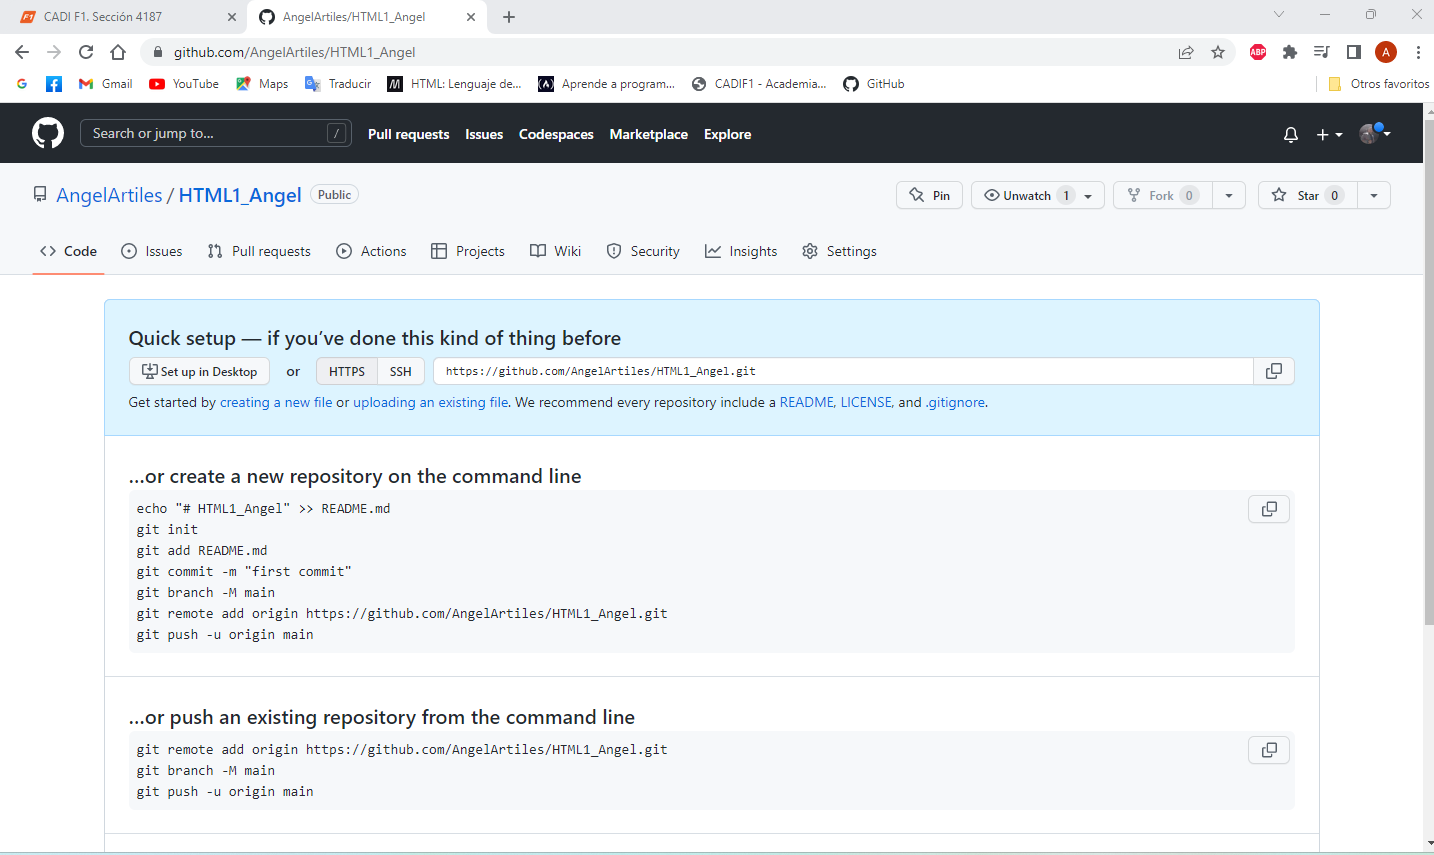 CADI F1. Sección 4187
AngelArtiles/HTML1_Angel
github.com/AngelArtiles/HTML1_Angel
ABP
A
G
Gmail
YouTube
Maps
Traducir
HTML: Lenguaje de...
Aprende a program...
CADIF1 - Academia...
GitHub
Otros favoritos
Search or jump to...
/
Pull requests
Issues
Codespaces
Marketplace
Explore
AngelArtiles / HTML1_Angel
Public
Pin
Unwatch 1
Fork 0
Star 0
Code
Issues
Pull requests
Actions
Projects
Wiki
Security
Insights
Settings
Quick setup — if you’ve done this kind of thing before
Set up in Desktop
or
HTTPS
SSH
https://github.com/AngelArtiles/HTML1_Angel.git
Get started by creating a new file or uploading an existing file. We recommend every repository include a README, LICENSE, and .gitignore.
…or create a new repository on the command line
echo "# HTML1_Angel" >> README.md
git init
git add README.md
git commit -m "first commit"
git branch -M main
git remote add origin https://github.com/AngelArtiles/HTML1_Angel.git
git push -u origin main
…or push an existing repository from the command line
git remote add origin https://github.com/AngelArtiles/HTML1_Angel.git
git branch -M main
git push -u origin main